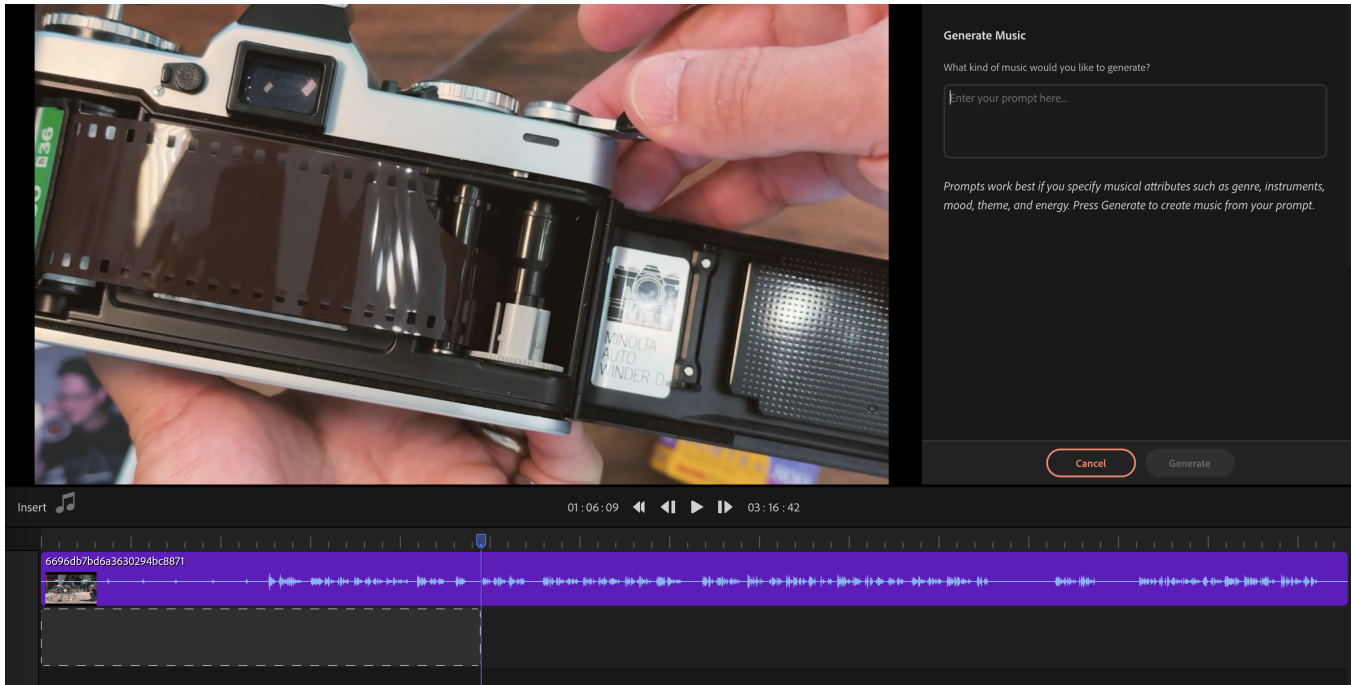 Generate Music
What kind of music would you like to generate?
Enter your prompt here...
Prompts work best if you specify musical attributes such as genre, instruments,
mood, theme, and energy. Press Generate to create music from your prompt.
Cancel
Generate
36
MINOLTA
AUTO
WINDER D
Insert
01:06:09
03:16:42
6696db7bd6a3630294bc8871